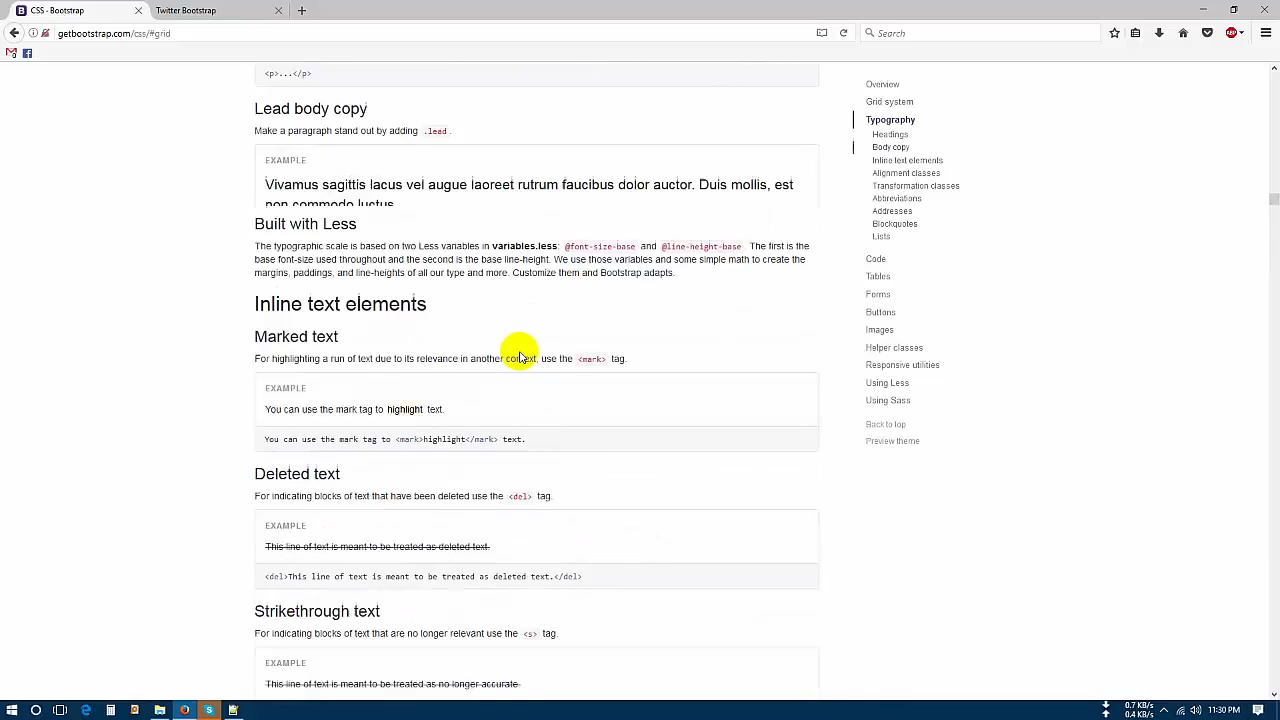 CSS · Bootstrap
Twitter Bootstrap
getbootstrap.com/css/#grid
Search
<p>...</p>
Lead body copy
Make a paragraph stand out by adding .lead.
EXAMPLE
Vivamus sagittis lacus vel augue laoreet rutrum faucibus dolor auctor. Duis mollis, est
non commodo luctus
Built with Less
The typographic scale is based on two Less variables in variables.less: @font-size-base and @line-height-base. The first is the
base font-size used throughout and the second is the base line-height. We use those variables and some simple math to create the
margins, paddings, and line-heights of all our type and more. Customize them and Bootstrap adapts.
Inline text elements
Marked text
For highlighting a run of text due to its relevance in another context, use the <mark> tag.
EXAMPLE
You can use the mark tag to highlight text.
You can use the mark tag to <mark>highlight</mark> text.
Deleted text
For indicating blocks of text that have been deleted use the <del> tag.
EXAMPLE
This line of text is meant to be treated as deleted text.
<del>This line of text is meant to be treated as deleted text.</del>
Strikethrough text
For indicating blocks of text that are no longer relevant use the <s> tag.
EXAMPLE
This line of text is meant to be treated as no longer accurate.
Overview
Grid system
Typography
Headings
Body copy
Inline text elements
Alignment classes
Transformation classes
Abbreviations
Addresses
Blockquotes
Lists
Code
Tables
Forms
Buttons
Images
Helper classes
Responsive utilities
Using Less
Using Sass
Back to top
Preview theme
0.7 KB/s
0.4 KB/s
11:30 PM